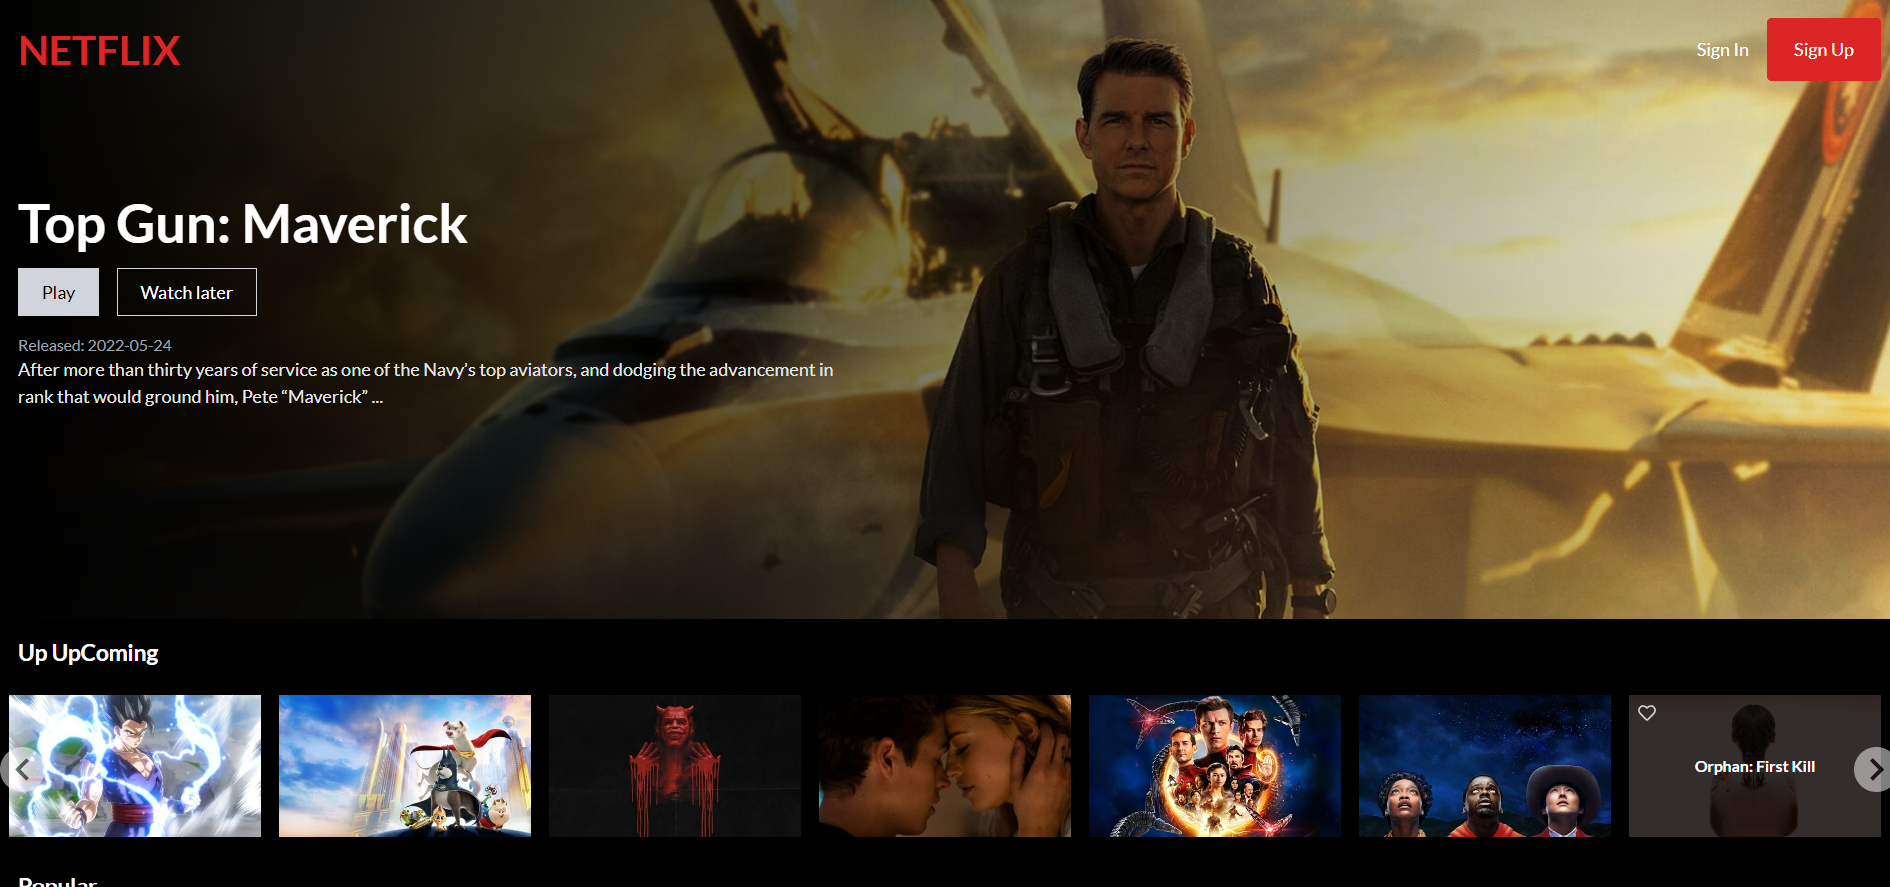 NETFLIX
Sign In
Sign Up
Top Gun: Maverick
Play
Watch later
Released: 2022-05-24
After more than thirty years of service as one of the Navy’s top aviators, and dodging the advancement in
rank that would ground him, Pete “Maverick” ...
Up UpComing
Orphan: First Kill
Popular